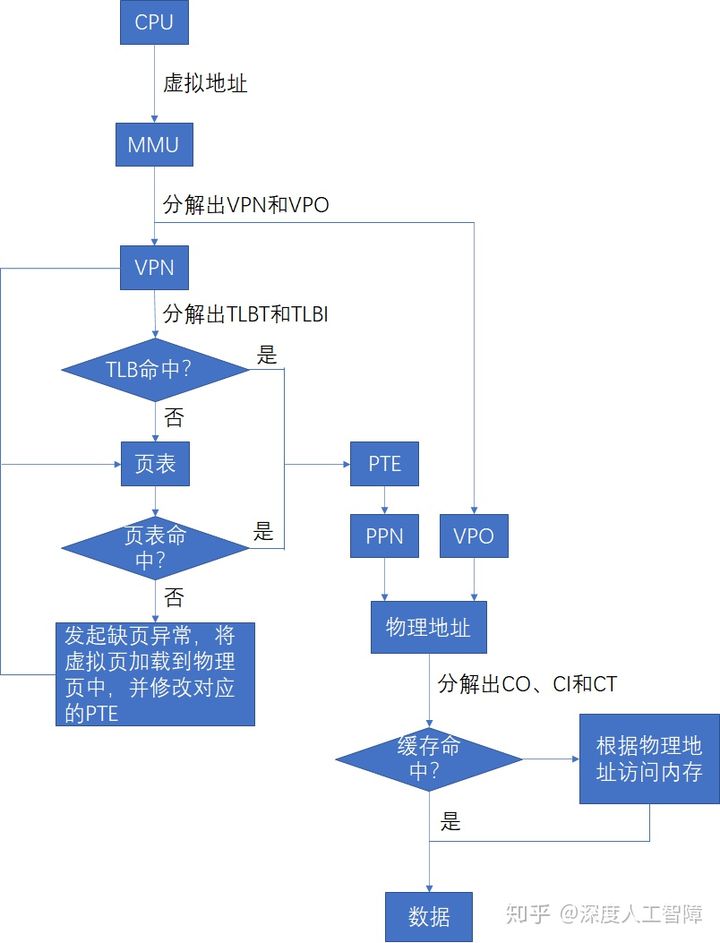 CPU
虚拟地址
MMU
分解出VPN和VPO
VPN
分解出TLBT和TLBI
TLB命中?
是
否
页表
PTE
页表命
中?
是
PPN
VPO
否
发起缺页异常，将
虚拟页加载到物理
页中，并修改对应
的PTE
物理地址
分解出CO、CI和CT
缓存命
中?
根据物理地
址访问内存
是
数据
知乎 @深度人工智障